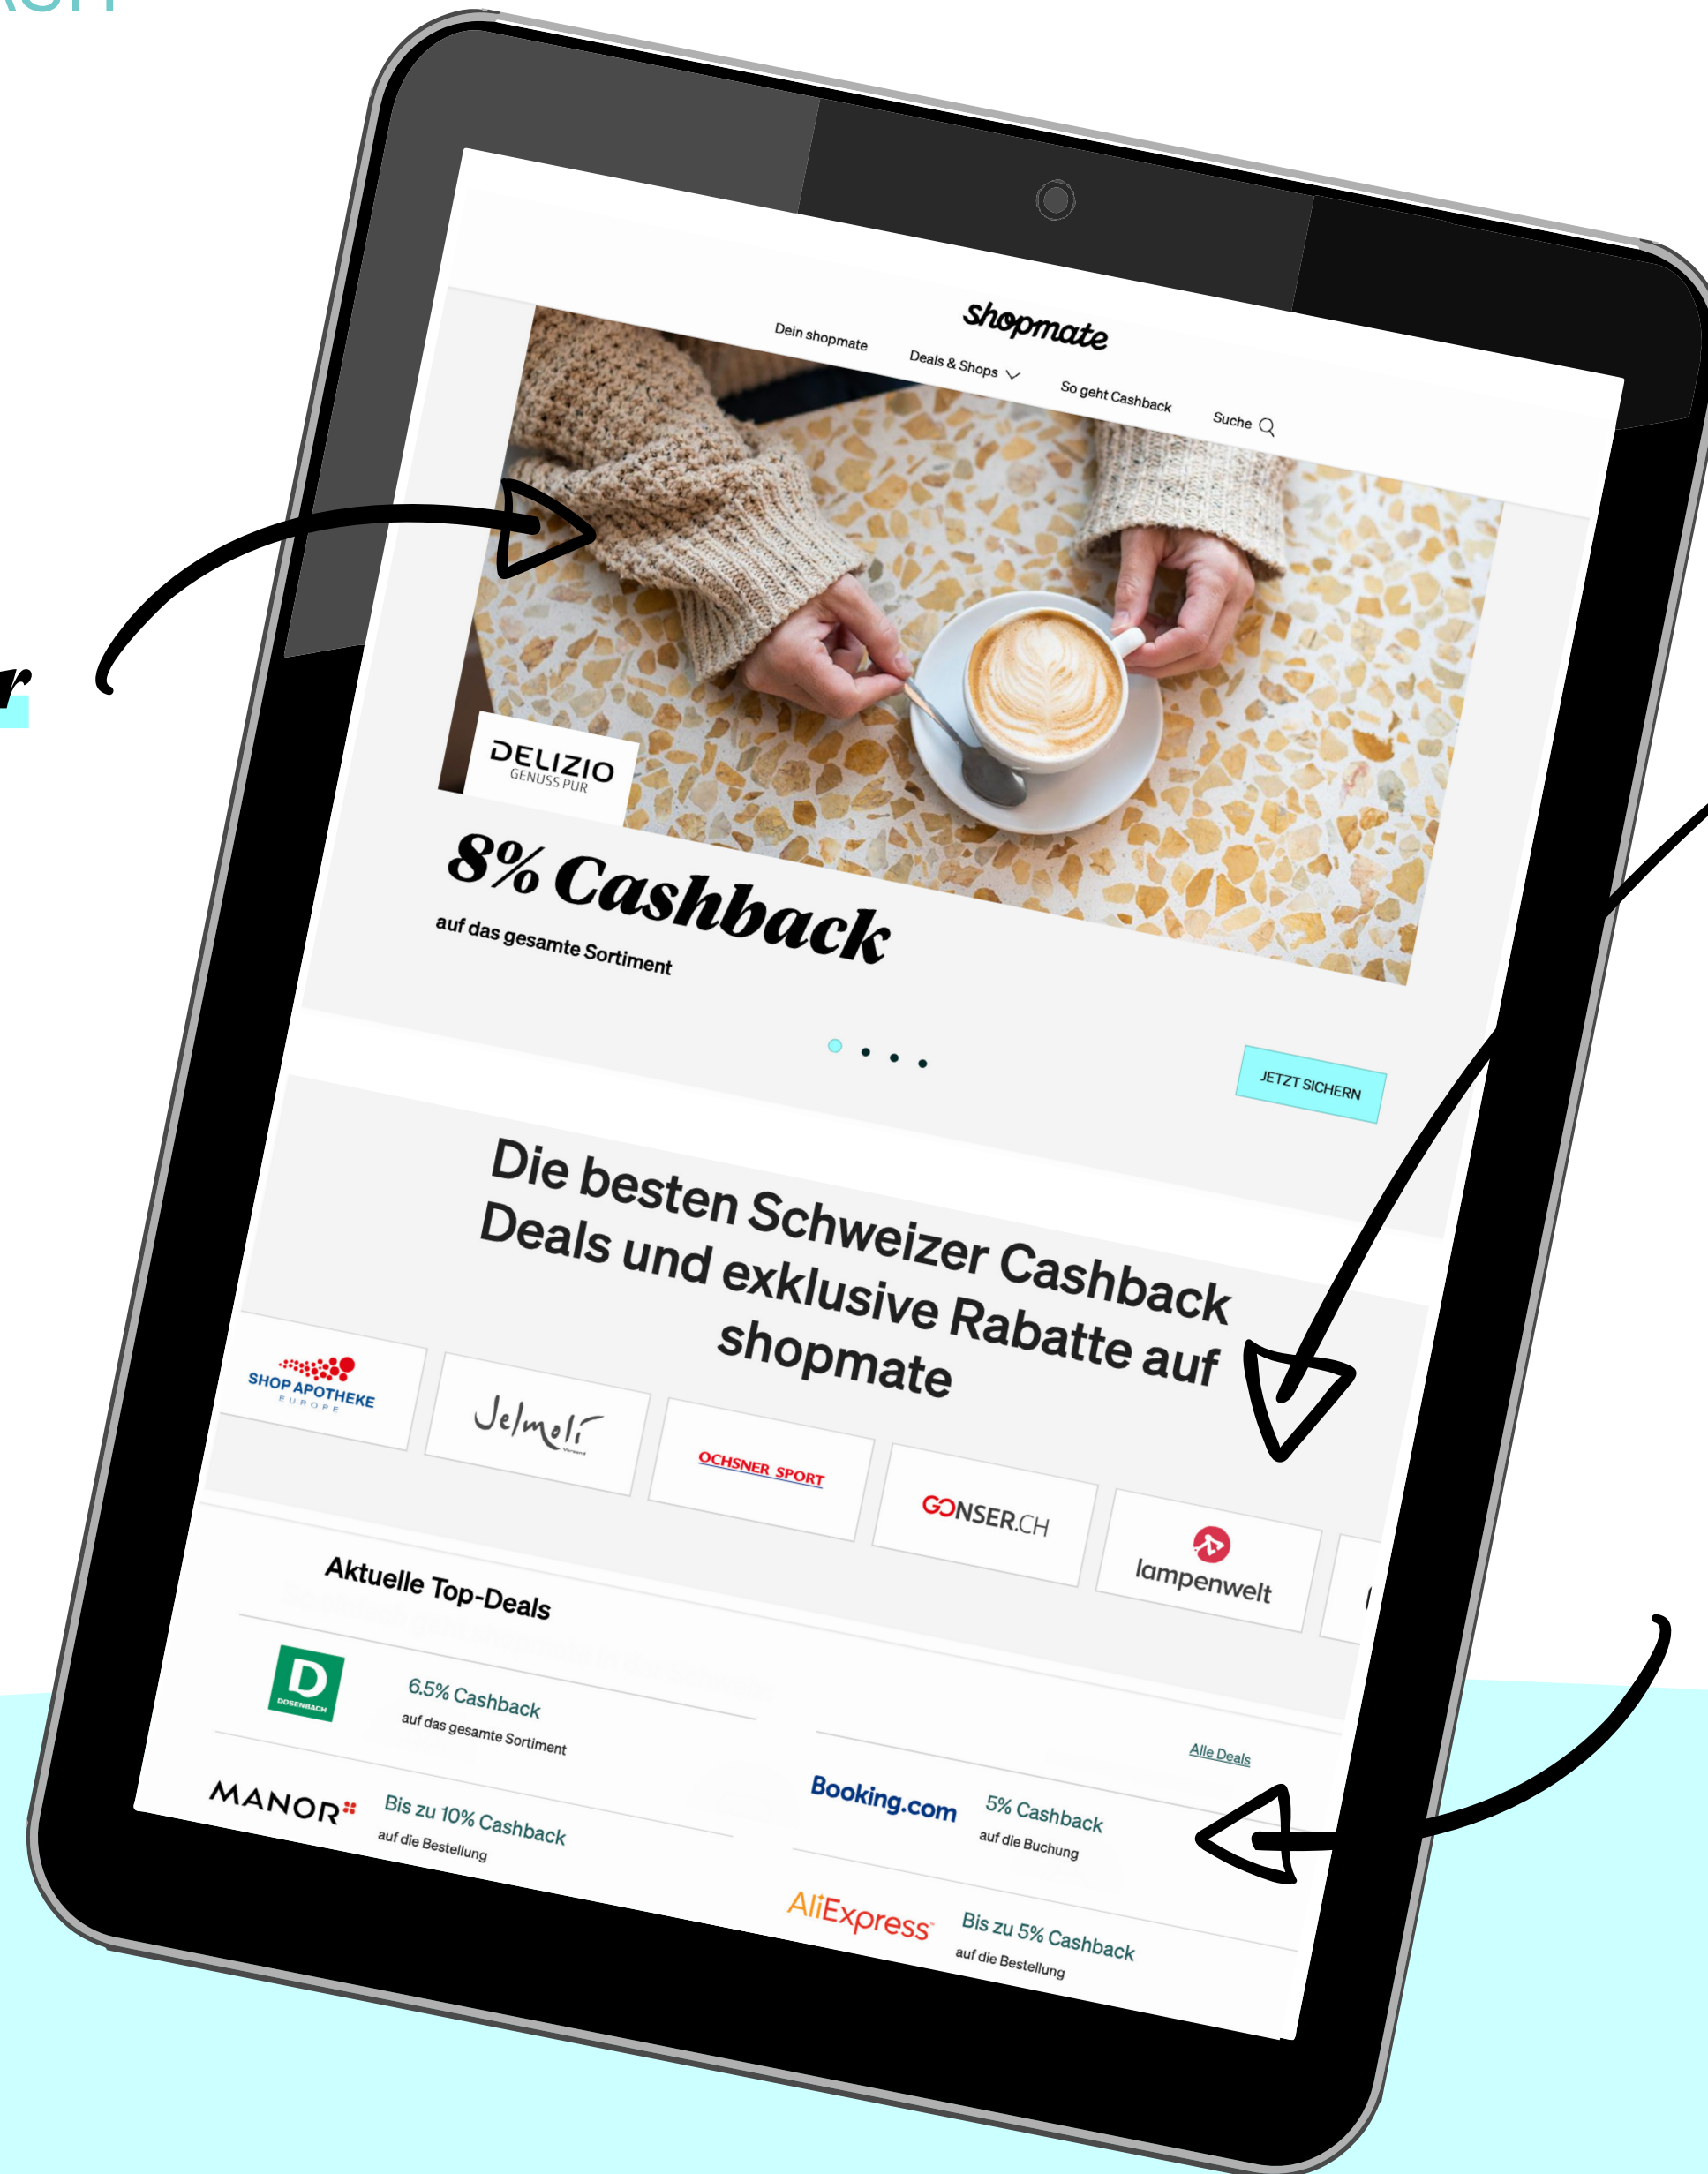 shopmate
Dein shopmate
Deals & Shops
So geht Cashback
Suche
DELIZIO
GENUSS PUR
8% Cashback
auf das gesamte Sortiment
JETZT SICHERN
Die besten Schweizer Cashback
Deals und exklusive Rabatte auf
shopmate
SHOP APOTHEKE
EUROPE
Jelmoli
Versand
OCHSNER SPORT
GONSER.CH
lampenwelt
Aktuelle Top-Deals
Alle Deals
DOSENBACH
6.5% Cashback
auf das gesamte Sortiment
Booking.com
5% Cashback
auf die Buchung
MANOR
Bis zu 10% Cashback
auf die Bestellung
AliExpress
Bis zu 5% Cashback
auf die Bestellung